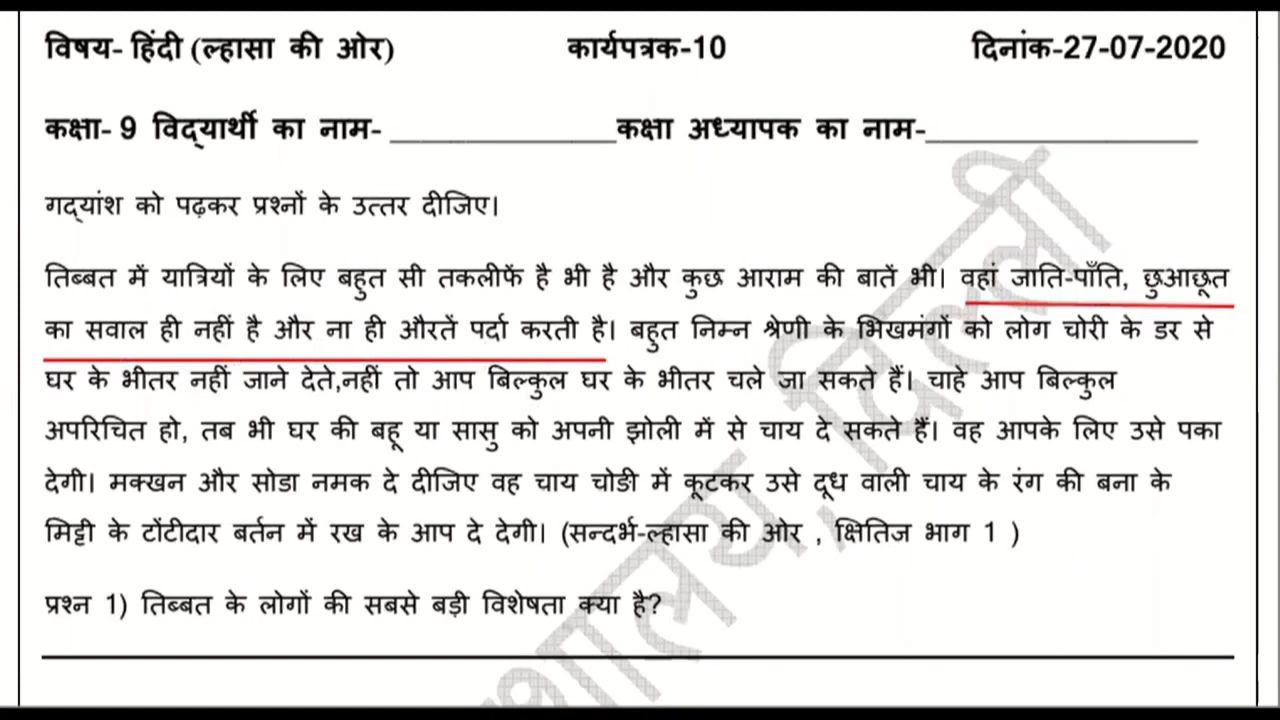 विषय- हिंदी (ल्हासा की ओर) कार्यपत्रक-10 दिनांक-27-07-2020
कक्षा- 9 विद्यार्थी का नाम- ______________कक्षा अध्यापक का नाम-_________________
गद्यांश को पढ़कर प्रश्नों के उत्तर दीजिए।
तिब्बत में यात्रियों के लिए बहुत सी तकलीफें है भी है और कुछ आराम की बातें भी। वहां जाति-पाँति, छुआछूत
का सवाल ही नहीं है और ना ही औरतें पर्दा करती है। बहुत निम्न श्रेणी के भिखमंगों को लोग चोरी के डर से
घर के भीतर नहीं जाने देते,नहीं तो आप बिल्कुल घर के भीतर चले जा सकते हैं। चाहे आप बिल्कुल
अपरिचित हो, तब भी घर की बहू या सासु को अपनी झोली में से चाय दे सकते हैं। वह आपके लिए उसे पका
देगी। मक्खन और सोडा नमक दे दीजिए वह चाय चोङी में कूटकर उसे दूध वाली चाय के रंग की बना के
मिट्टी के टोंटीदार बर्तन में रख के आप दे देगी। (सन्दर्भ-ल्हासा की ओर , क्षितिज भाग 1 )
प्रश्न 1) तिब्बत के लोगों की सबसे बड़ी विशेषता क्या है?
शालय, दिल्ली